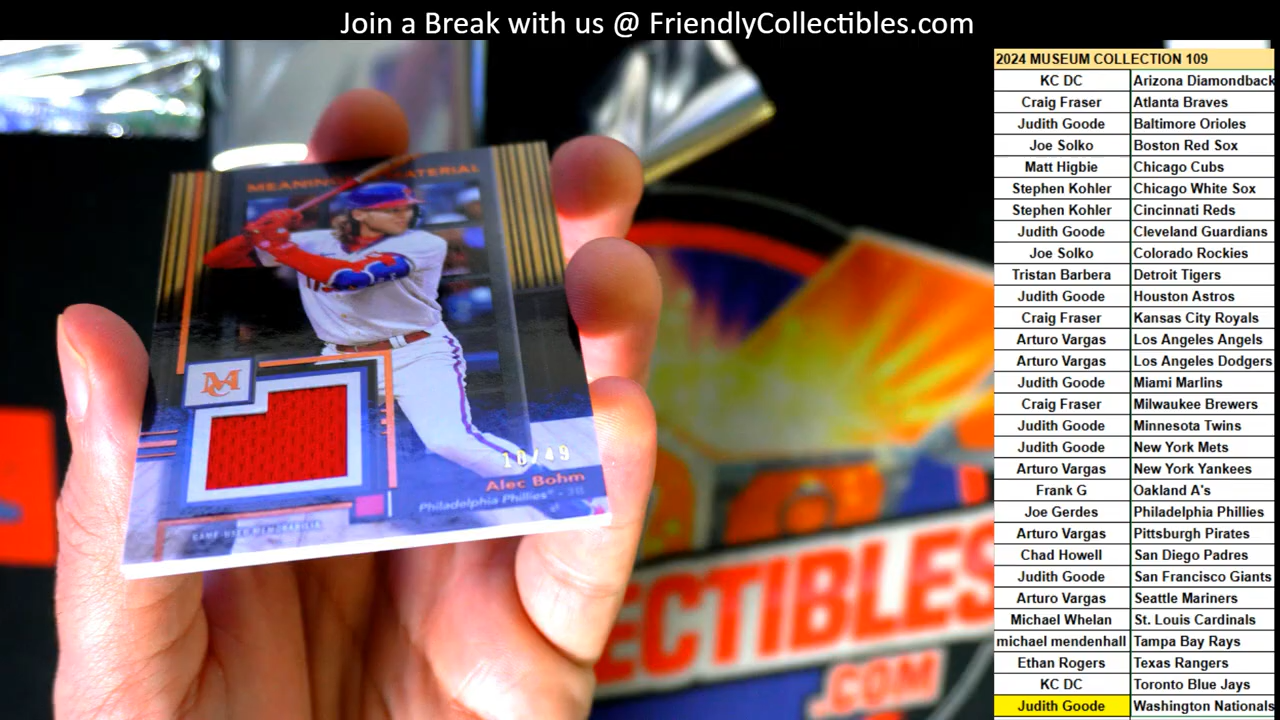 Join a Break with us @ FriendlyCollectibles.com
2024 MUSEUM COLLECTION 109
KC DC Arizona Diamondback
Craig Fraser Atlanta Braves
Judith Goode Baltimore Orioles
Joe Solko Boston Red Sox
Matt Higbie Chicago Cubs
Stephen Kohler Chicago White Sox
Stephen Kohler Cincinnati Reds
Judith Goode Cleveland Guardians
Joe Solko Colorado Rockies
Tristan Barbera Detroit Tigers
Judith Goode Houston Astros
Craig Fraser Kansas City Royals
Arturo Vargas Los Angeles Angels
Arturo Vargas Los Angeles Dodgers
Judith Goode Miami Marlins
Craig Fraser Milwaukee Brewers
Judith Goode Minnesota Twins
Judith Goode New York Mets
Arturo Vargas New York Yankees
Frank G Oakland A's
Joe Gerdes Philadelphia Phillies
Arturo Vargas Pittsburgh Pirates
Chad Howell San Diego Padres
Judith Goode San Francisco Giants
Arturo Vargas Seattle Mariners
Michael Whelan St. Louis Cardinals
michael mendenhall Tampa Bay Rays
Ethan Rogers Texas Rangers
KC DC Toronto Blue Jays
Judith Goode Washington Nationals
MC
Alec Bohm
Philadelphia Phillies • 3B
GAME-USED MEMORABILIA
ECTIBLES
.COM